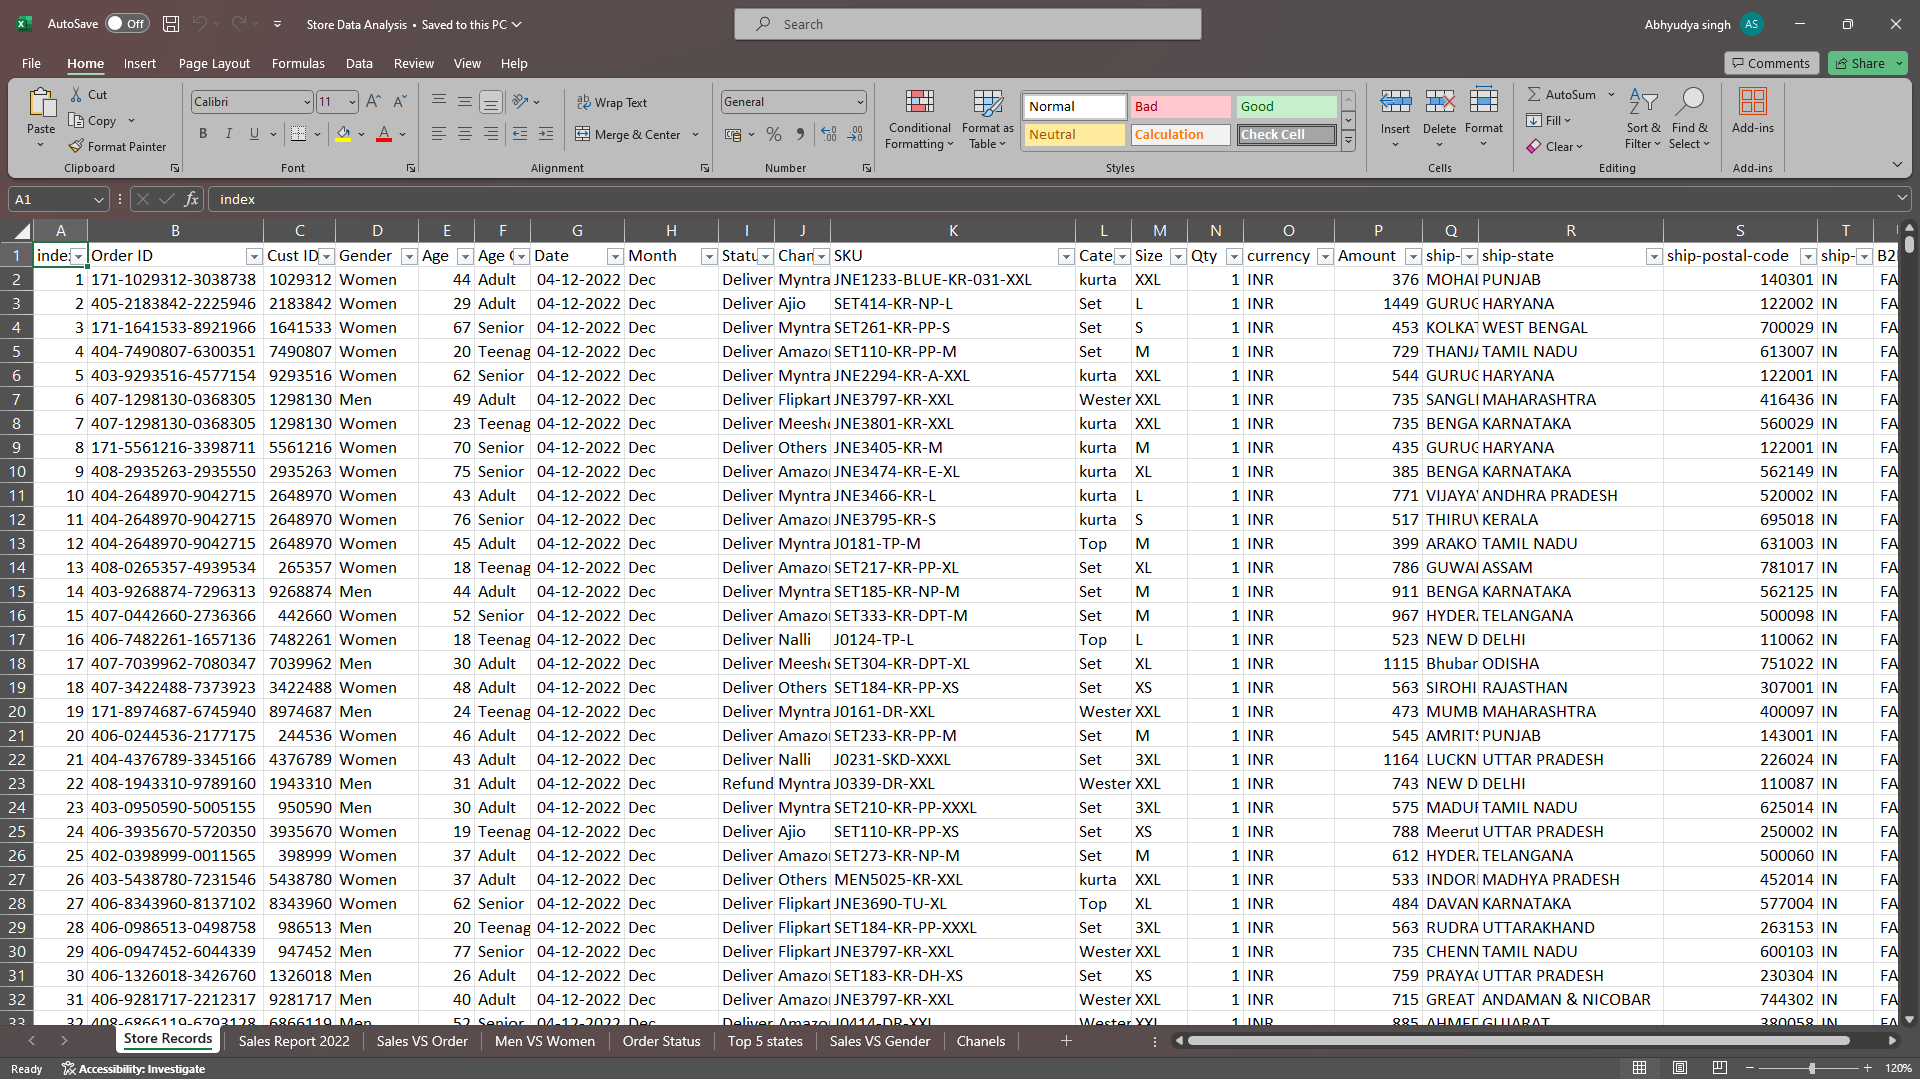 AutoSave Off Store Data Analysis • Saved to this PC Search Abhyudya singh AS
File Home Insert Page Layout Formulas Data Review View Help Comments Share
Paste Cut Copy Format Painter Clipboard
Calibri 11 B I U Font
Wrap Text Merge & Center Alignment
General Number
Conditional Formatting Format as Table Normal Bad Good Neutral Calculation Check Cell Styles
Insert Delete Format Cells
AutoSum Fill Clear Sort & Filter Find & Select Editing
Add-ins Add-ins
A1 fx index
A B C D E F G H I J K L M N O P Q R S T
1 inde Order ID Cust ID Gender Age Age Date Month Statu Chan SKU Cate Size Qty currency Amount ship- ship-state ship-postal-code ship- B2
2 1 171-1029312-3038738 1029312 Women 44 Adult 04-12-2022 Dec Deliver Myntra JNE1233-BLUE-KR-031-XXL kurta XXL 1 INR 376 MOHAL PUNJAB 140301 IN FA
3 2 405-2183842-2225946 2183842 Women 29 Adult 04-12-2022 Dec Deliver Ajio SET414-KR-NP-L Set L 1 INR 1449 GURUG HARYANA 122002 IN FA
4 3 171-1641533-8921966 1641533 Women 67 Senior 04-12-2022 Dec Deliver Myntra SET261-KR-PP-S Set S 1 INR 453 KOLKAT WEST BENGAL 700029 IN FA
5 4 404-7490807-6300351 7490807 Women 20 Teenag 04-12-2022 Dec Deliver Amazo SET110-KR-PP-M Set M 1 INR 729 THANJA TAMIL NADU 613007 IN FA
6 5 403-9293516-4577154 9293516 Women 62 Senior 04-12-2022 Dec Deliver Myntra JNE2294-KR-A-XXL kurta XXL 1 INR 544 GURUG HARYANA 122001 IN FA
7 6 407-1298130-0368305 1298130 Men 49 Adult 04-12-2022 Dec Deliver Flipkart JNE3797-KR-XXL Wester XXL 1 INR 735 SANGLI MAHARASHTRA 416436 IN FA
8 7 407-1298130-0368305 1298130 Women 23 Teenag 04-12-2022 Dec Deliver Meesho JNE3801-KR-XXL kurta XXL 1 INR 735 BENGA KARNATAKA 560029 IN FA
9 8 171-5561216-3398711 5561216 Women 70 Senior 04-12-2022 Dec Deliver Others JNE3405-KR-M kurta M 1 INR 435 GURUG HARYANA 122001 IN FA
10 9 408-2935263-2935550 2935263 Women 75 Senior 04-12-2022 Dec Deliver Amazo JNE3474-KR-E-XL kurta XL 1 INR 385 BENGA KARNATAKA 562149 IN FA
11 10 404-2648970-9042715 2648970 Women 43 Adult 04-12-2022 Dec Deliver Myntra JNE3466-KR-L kurta L 1 INR 771 VIJAYA ANDHRA PRADESH 520002 IN FA
12 11 404-2648970-9042715 2648970 Women 76 Senior 04-12-2022 Dec Deliver Amazo JNE3795-KR-S kurta S 1 INR 517 THIRUV KERALA 695018 IN FA
13 12 404-2648970-9042715 2648970 Women 45 Adult 04-12-2022 Dec Deliver Myntra J0181-TP-M Top M 1 INR 399 ARAKO TAMIL NADU 631003 IN FA
14 13 408-0265357-4939534 265357 Women 18 Teenag 04-12-2022 Dec Deliver Amazo SET217-KR-PP-XL Set XL 1 INR 786 GUWAI ASSAM 781017 IN FA
15 14 403-9268874-7296313 9268874 Men 44 Adult 04-12-2022 Dec Deliver Myntra SET185-KR-NP-M Set M 1 INR 911 BENGA KARNATAKA 562125 IN FA
16 15 407-0442660-2736366 442660 Women 52 Senior 04-12-2022 Dec Deliver Amazo SET333-KR-DPT-M Set M 1 INR 967 HYDER TELANGANA 500098 IN FA
17 16 406-7482261-1657136 7482261 Women 18 Teenag 04-12-2022 Dec Deliver Nalli J0124-TP-L Top L 1 INR 523 NEW D DELHI 110062 IN FA
18 17 407-7039962-7080347 7039962 Men 30 Adult 04-12-2022 Dec Deliver Meesho SET304-KR-DPT-XL Set XL 1 INR 1115 Bhubar ODISHA 751022 IN FA
19 18 407-3422488-7373923 3422488 Women 48 Adult 04-12-2022 Dec Deliver Others SET184-KR-PP-XS Set XS 1 INR 563 SIROHI RAJASTHAN 307001 IN FA
20 19 171-8974687-6745940 8974687 Men 24 Teenag 04-12-2022 Dec Deliver Myntra J0161-DR-XXL Wester XXL 1 INR 473 MUMB MAHARASHTRA 400097 IN FA
21 20 406-0244536-2177175 244536 Women 46 Adult 04-12-2022 Dec Deliver Amazo SET233-KR-PP-M Set M 1 INR 545 AMRITS PUNJAB 143001 IN FA
22 21 404-4376789-3345166 4376789 Women 43 Adult 04-12-2022 Dec Deliver Nalli J0231-SKD-XXXL Set 3XL 1 INR 1164 LUCKN UTTAR PRADESH 226024 IN FA
23 22 408-1943310-9789160 1943310 Men 31 Adult 04-12-2022 Dec Refund Myntra J0339-DR-XXL Wester XXL 1 INR 743 NEW D DELHI 110087 IN FA
24 23 403-0950590-5005155 950590 Men 30 Adult 04-12-2022 Dec Deliver Myntra SET210-KR-PP-XXXL Set 3XL 1 INR 575 MADUR TAMIL NADU 625014 IN FA
25 24 406-3935670-5720350 3935670 Women 19 Teenag 04-12-2022 Dec Deliver Ajio SET110-KR-PP-XS Set XS 1 INR 788 Meerut UTTAR PRADESH 250002 IN FA
26 25 402-0398999-0011565 398999 Women 37 Adult 04-12-2022 Dec Deliver Amazo SET273-KR-NP-M Set M 1 INR 612 HYDER TELANGANA 500060 IN FA
27 26 403-5438780-7231546 5438780 Women 37 Adult 04-12-2022 Dec Deliver Others MEN5025-KR-XXL kurta XXL 1 INR 533 INDOR MADHYA PRADESH 452014 IN FA
28 27 406-8343960-8137102 8343960 Women 62 Senior 04-12-2022 Dec Deliver Flipkart JNE3690-TU-XL Top XL 1 INR 484 DAVAN KARNATAKA 577004 IN FA
29 28 406-0986513-0498758 986513 Men 20 Teenag 04-12-2022 Dec Deliver Flipkart SET184-KR-PP-XXXL Set 3XL 1 INR 563 RUDRA UTTARAKHAND 263153 IN FA
30 29 406-0947452-6044339 947452 Men 77 Senior 04-12-2022 Dec Deliver Flipkart JNE3797-KR-XXL Wester XXL 1 INR 735 CHENN TAMIL NADU 600103 IN FA
31 30 406-1326018-3426760 1326018 Men 26 Adult 04-12-2022 Dec Deliver Amazo SET183-KR-DH-XS Set XS 1 INR 759 PRAYAG UTTAR PRADESH 230304 IN FA
32 31 406-9281717-2212317 9281717 Men 40 Adult 04-12-2022 Dec Deliver Amazo JNE3797-KR-XXL Wester XXL 1 INR 715 GREAT ANDAMAN & NICOBAR 744302 IN FA
33 32 408-6866119-6793128 6866119 Men 52 Senior 04-12-2022 Dec Deliver Amazo J0414-DR-XXL Wester XXL 1 INR 885 AHMED GUJARAT 380058 IN FA
Store Records Sales Report 2022 Sales VS Order Men VS Women Order Status Top 5 states Sales VS Gender Chanels
Ready Accessibility: Investigate 120%